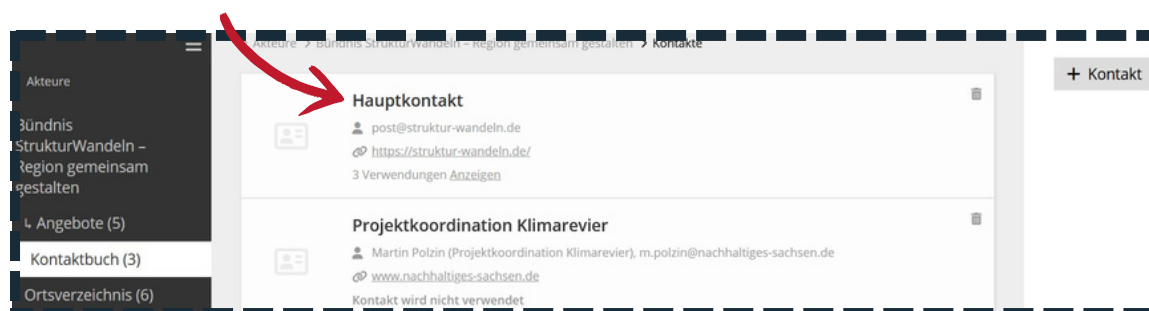 Akteure > Bündnis StrukturWandeln – Region gemeinsam gestalten > Kontakte
Akteure
Bündnis
StrukturWandeln –
Region gemeinsam
gestalten
↳ Angebote (5)
Kontaktbuch (3)
Ortsverzeichnis (6)
Hauptkontakt
post@struktur-wandeln.de
https://struktur-wandeln.de/
3 Verwendungen Anzeigen
Projektkoordination Klimarevier
Martin Polzin (Projektkoordination Klimarevier), m.polzin@nachhaltiges-sachsen.de
www.nachhaltiges-sachsen.de
Kontakt wird nicht verwendet
+ Kontakt